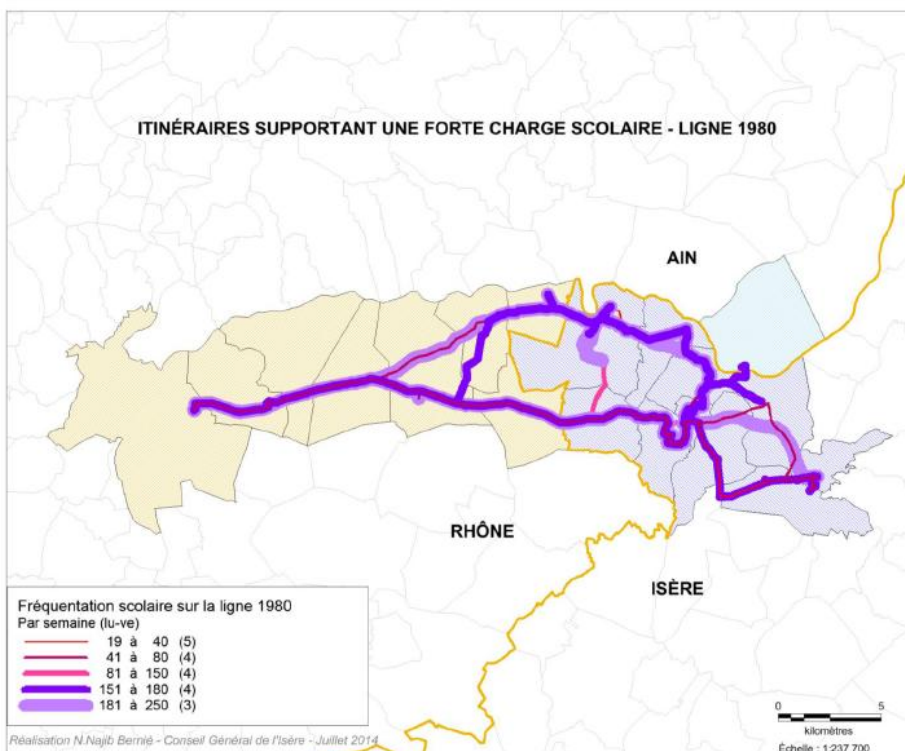 ITINÉRAIRES SUPPORTANT UNE FORTE CHARGE SCOLAIRE - LIGNE 1980
AIN
RHÔNE
ISÈRE
Fréquentation scolaire sur la ligne 1980
Par semaine (lu-ve)
19 à 40 (5)
41 à 80 (4)
81 à 150 (4)
151 à 180 (4)
181 à 250 (3)
0 5
kilomètres
Échelle : 1:237 700
Réalisation N.Najib Bernié - Conseil Général de l'Isère - Juillet 2014